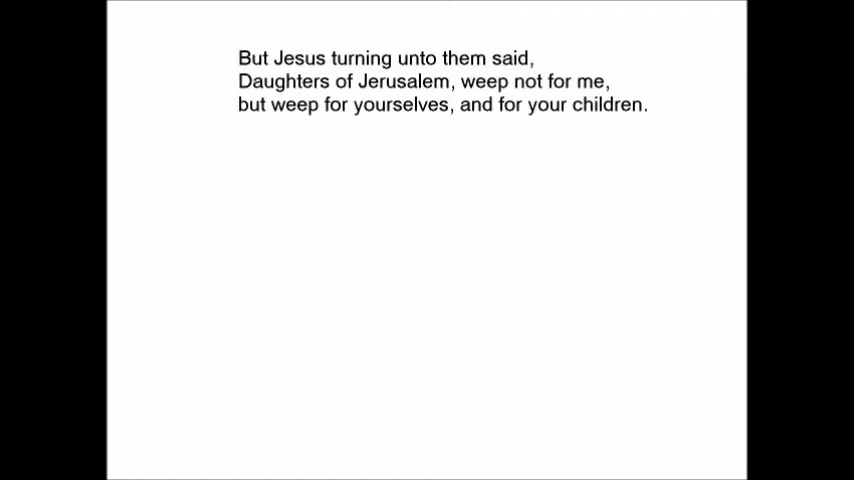 But Jesus turning unto them said,
Daughters of Jerusalem, weep not for me,
but weep for yourselves, and for your children.